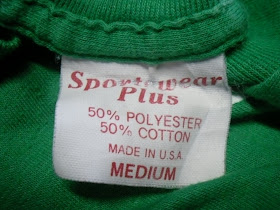 Sportswear
Plus
50% POLYESTER
50% COTTON
MADE IN U.S.A.
MEDIUM